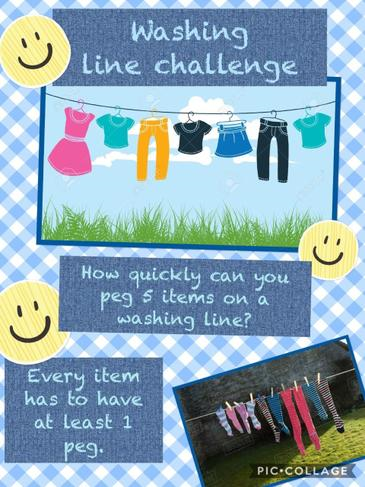 Washing
line challenge
How quickly can you
peg 5 items on a
washing line?
Every item
has to have
at least 1
peg.
PIC•COLLAGE